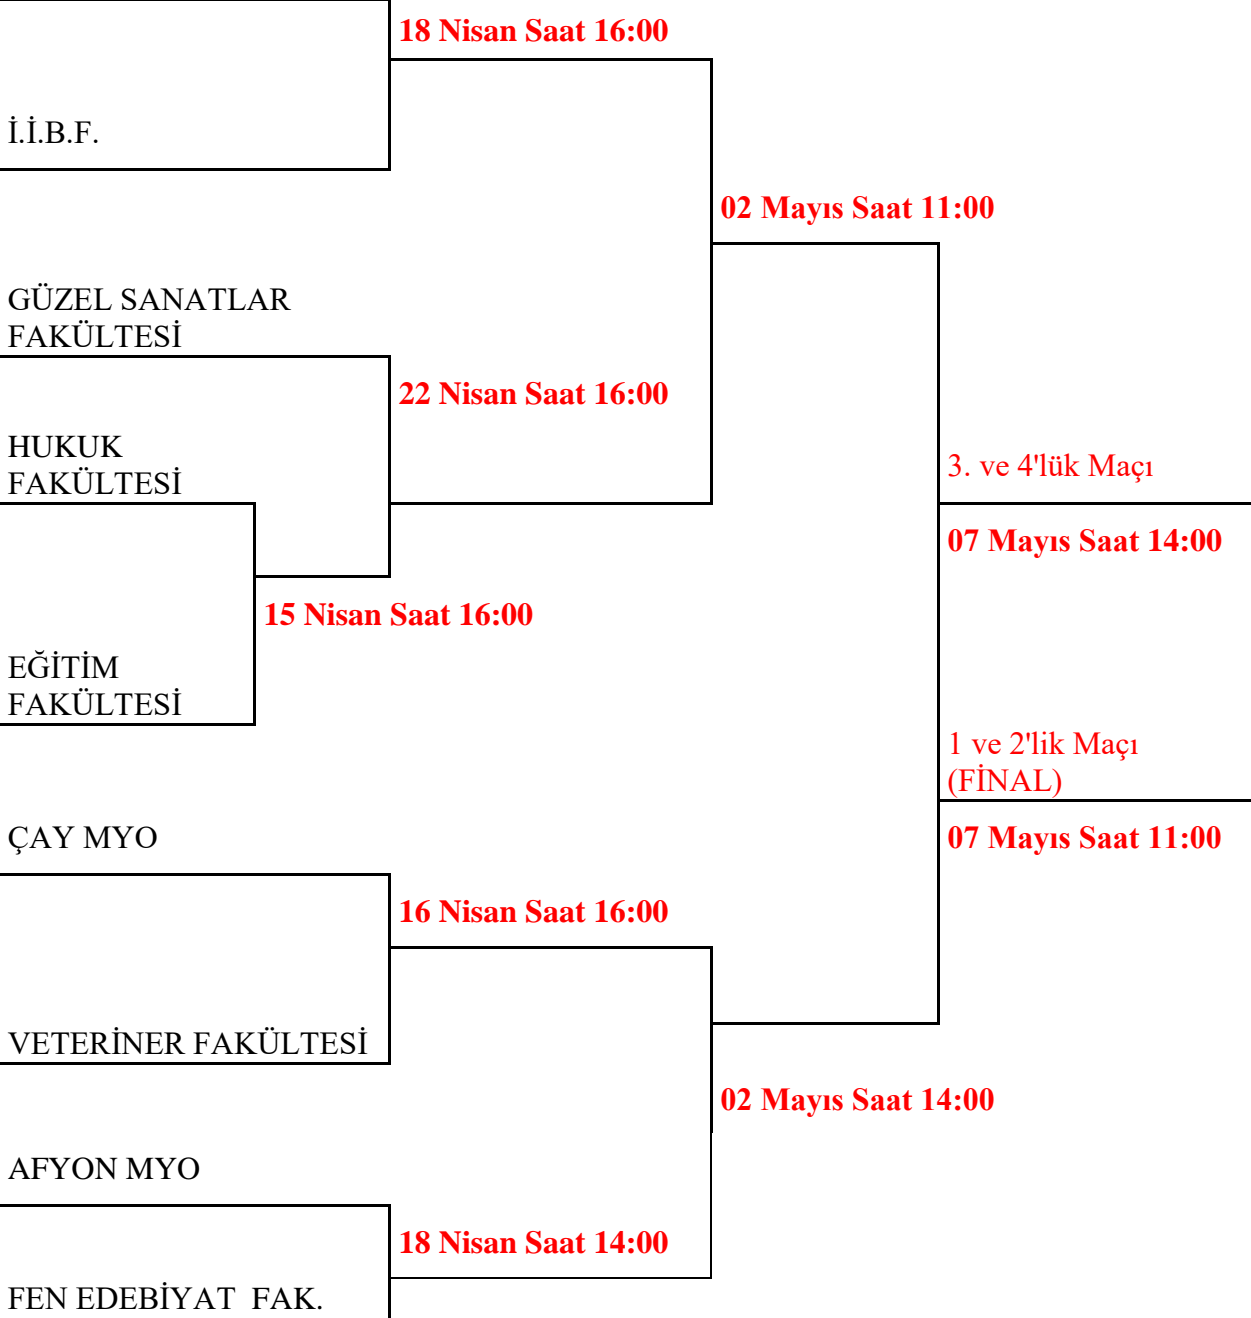 18 Nisan Saat 16:00
İ.İ.B.F.
02 Mayıs Saat 11:00
GÜZEL SANATLAR
FAKÜLTESİ
22 Nisan Saat 16:00
HUKUK
FAKÜLTESİ
3. ve 4'lük Maçı
07 Mayıs Saat 14:00
15 Nisan Saat 16:00
EĞİTİM
FAKÜLTESİ
1 ve 2'lik Maçı
(FİNAL)
ÇAY MYO
07 Mayıs Saat 11:00
16 Nisan Saat 16:00
VETERİNER FAKÜLTESİ
02 Mayıs Saat 14:00
AFYON MYO
18 Nisan Saat 14:00
FEN EDEBİYAT  FAK.